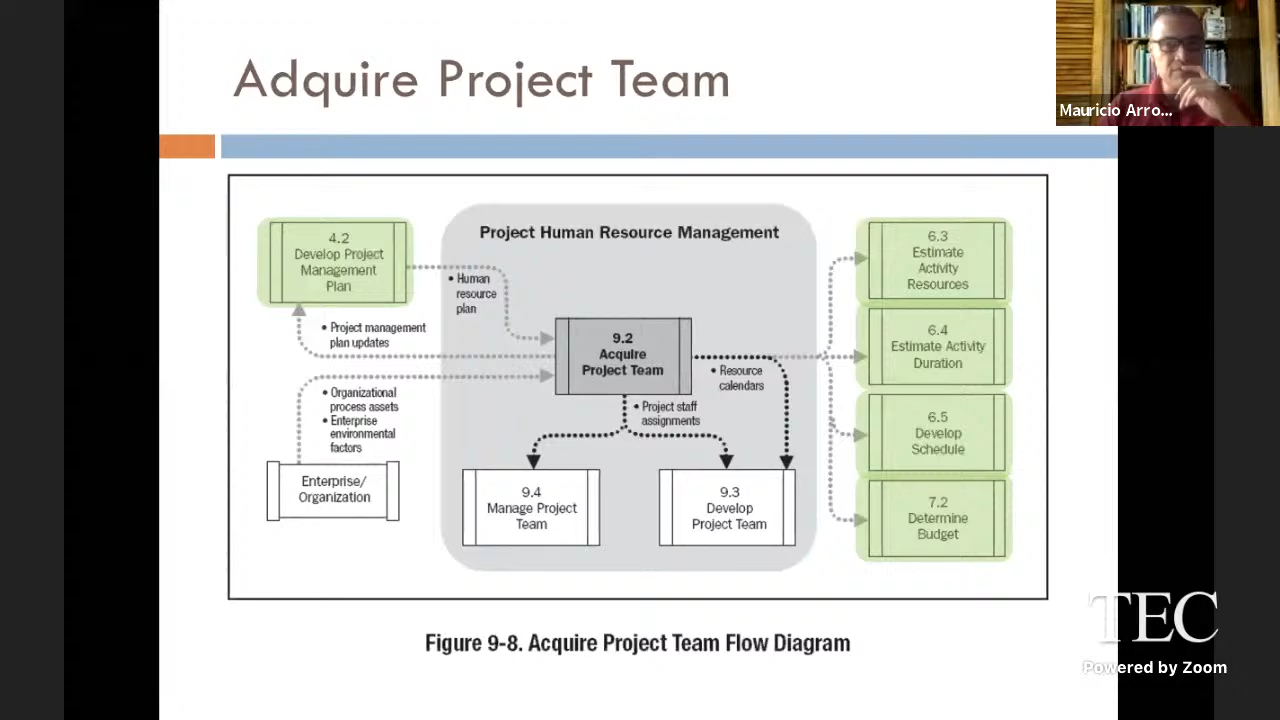 Adquire Project Team
Mauricio Arro...
Project Human Resource Management
4.2
Develop Project
Management
Plan
• Human
resource
plan
• Project management
plan updates
9.2
Acquire
Project Team
• Resource
calendars
• Organizational
process assets
• Enterprise
environmental
factors
• Project staff
assignments
Enterprise/
Organization
9.4
Manage Project
Team
9.3
Develop
Project Team
6.3
Estimate
Activity
Resources
6.4
Estimate Activity
Duration
6.5
Develop
Schedule
7.2
Determine
Budget
Figure 9-8. Acquire Project Team Flow Diagram
TEC
Powered by Zoom